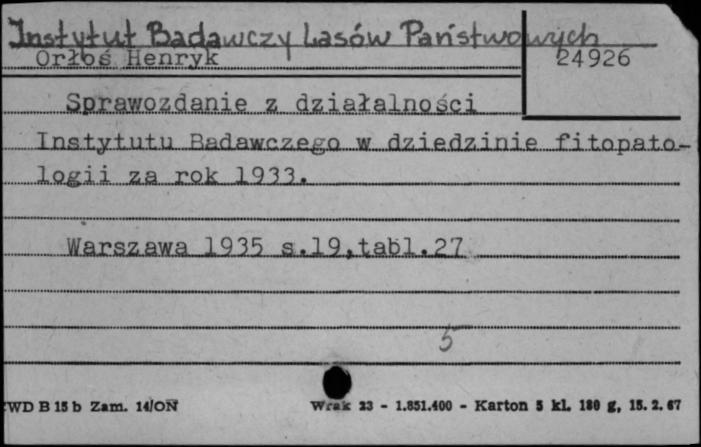 Instytut Badawczy Lasów Państwowych
Orłoś Henryk
24926
Sprawozdanie z działalności
Instytutu Badawczego w dziedzinie fitopato-
logii za rok 1933.
Warszawa 1935 s.19,tabl.27
5
WD B 15 b Zam. 14/ON Wrak 23 - 1.851.400 - Karton 5 kl. 180 g, 15. 2. 67